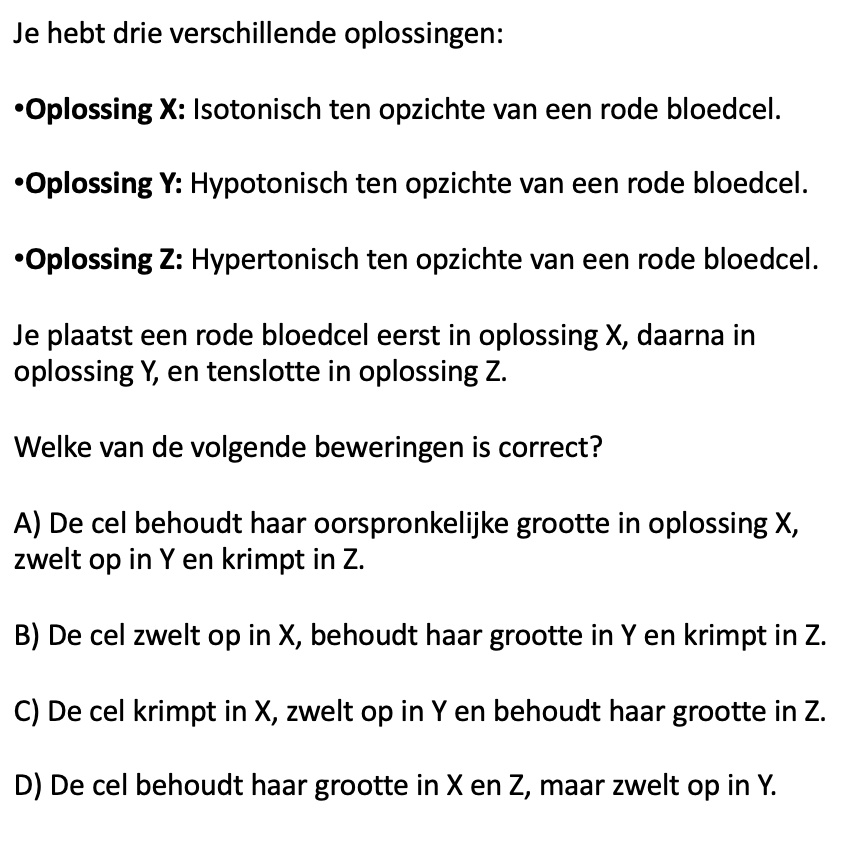 Je hebt drie verschillende oplossingen:
•Oplossing X: Isotonisch ten opzichte van een rode bloedcel.
•Oplossing Y: Hypotonisch ten opzichte van een rode bloedcel.
•Oplossing Z: Hypertonisch ten opzichte van een rode bloedcel.
Je plaatst een rode bloedcel eerst in oplossing X, daarna in
oplossing Y, en tenslotte in oplossing Z.
Welke van de volgende beweringen is correct?
A) De cel behoudt haar oorspronkelijke grootte in oplossing X,
zwelt op in Y en krimpt in Z.
B) De cel zwelt op in X, behoudt haar grootte in Y en krimpt in Z.
C) De cel krimpt in X, zwelt op in Y en behoudt haar grootte in Z.
D) De cel behoudt haar grootte in X en Z, maar zwelt op in Y.